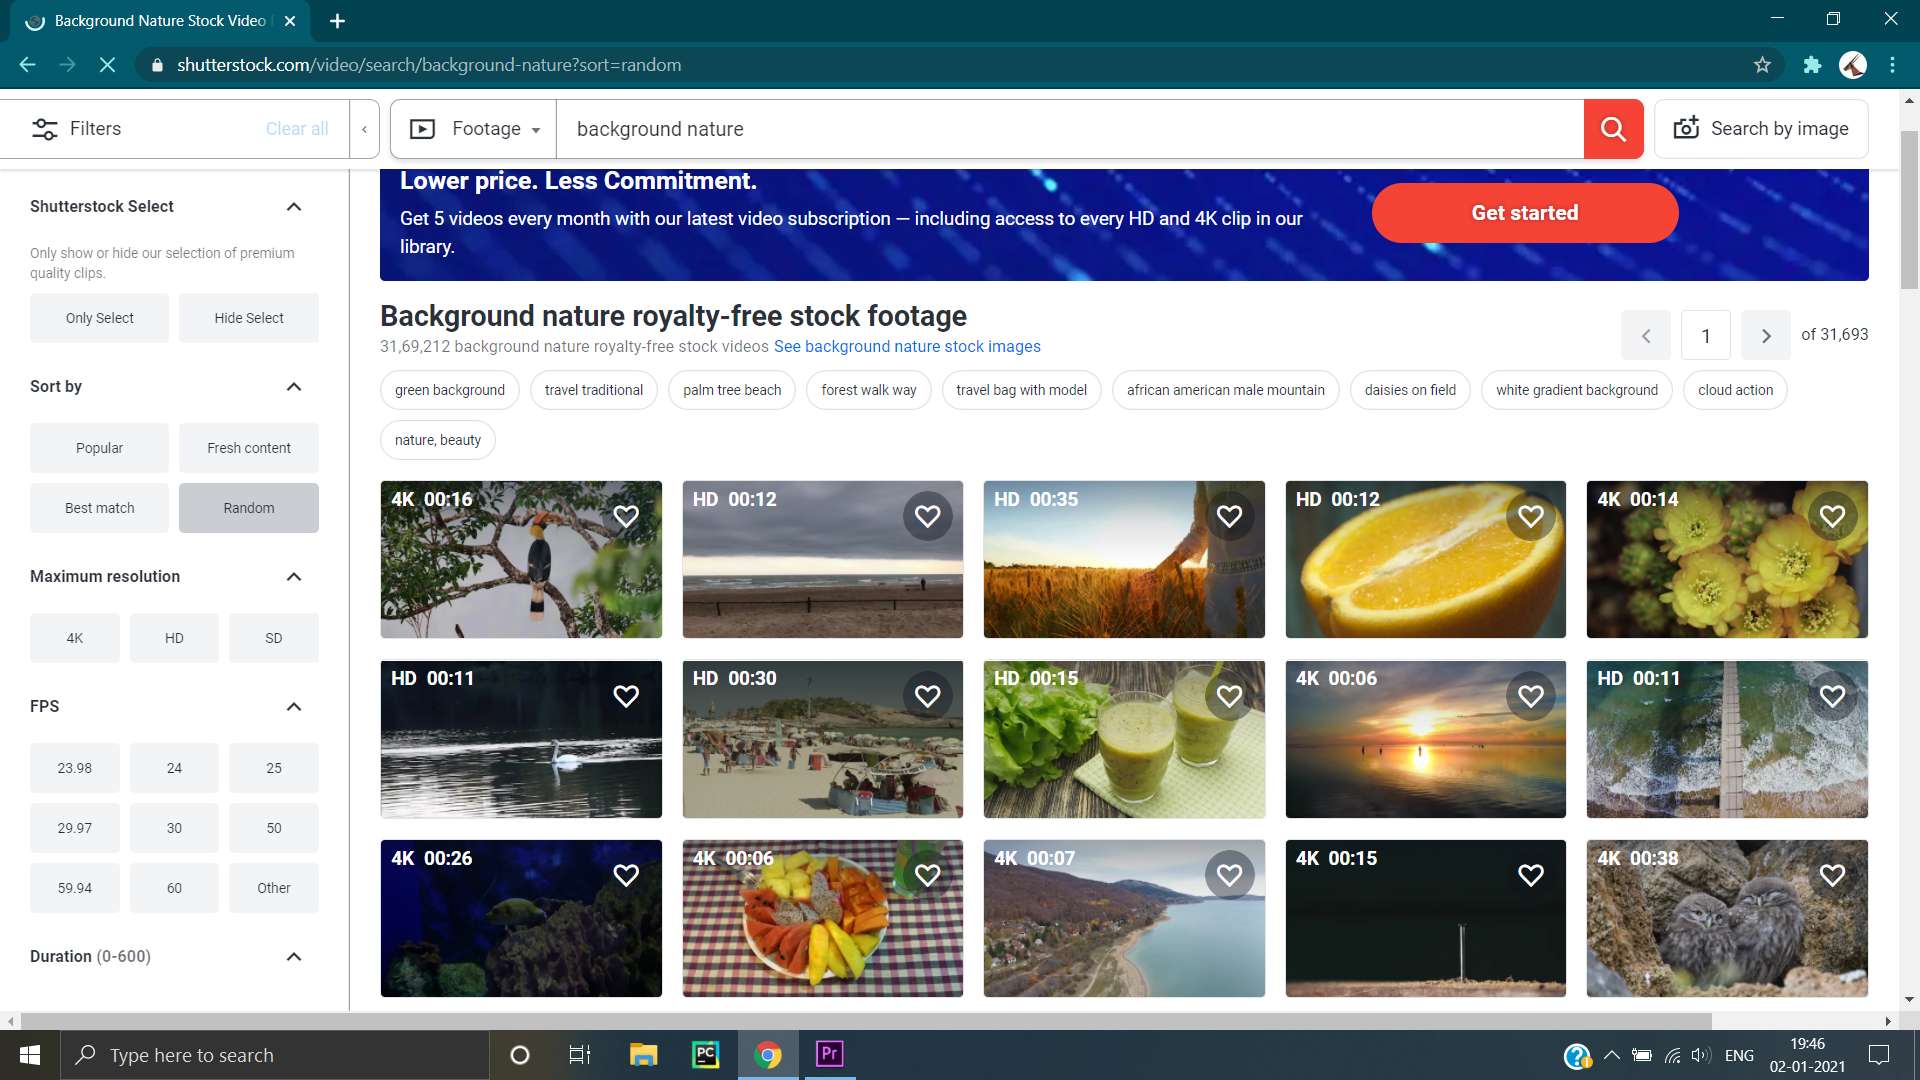 Background Nature Stock Video
shutterstock.com/video/search/background-nature?sort=random
Filters
Clear all
Footage
background nature
Search by image
Lower price. Less Commitment.
Get 5 videos every month with our latest video subscription — including access to every HD and 4K clip in our
library.
Get started
Shutterstock Select
Only show or hide our selection of premium
quality clips.
Only Select
Hide Select
Sort by
Popular
Fresh content
Best match
Random
Maximum resolution
4K
HD
SD
FPS
23.98
24
25
29.97
30
50
59.94
60
Other
Duration (0-600)
Background nature royalty-free stock footage
31,69,212 background nature royalty-free stock videos See background nature stock images
1
of 31,693
green background
travel traditional
palm tree beach
forest walk way
travel bag with model
african american male mountain
daisies on field
white gradient background
cloud action
nature, beauty
4K 00:16
HD 00:12
HD 00:35
HD 00:12
4K 00:14
HD 00:11
HD 00:30
HD 00:15
4K 00:06
HD 00:11
4K 00:26
4K 00:06
4K 00:07
4K 00:15
4K 00:38
Type here to search
PC
Pr
ENG
19:46
02-01-2021